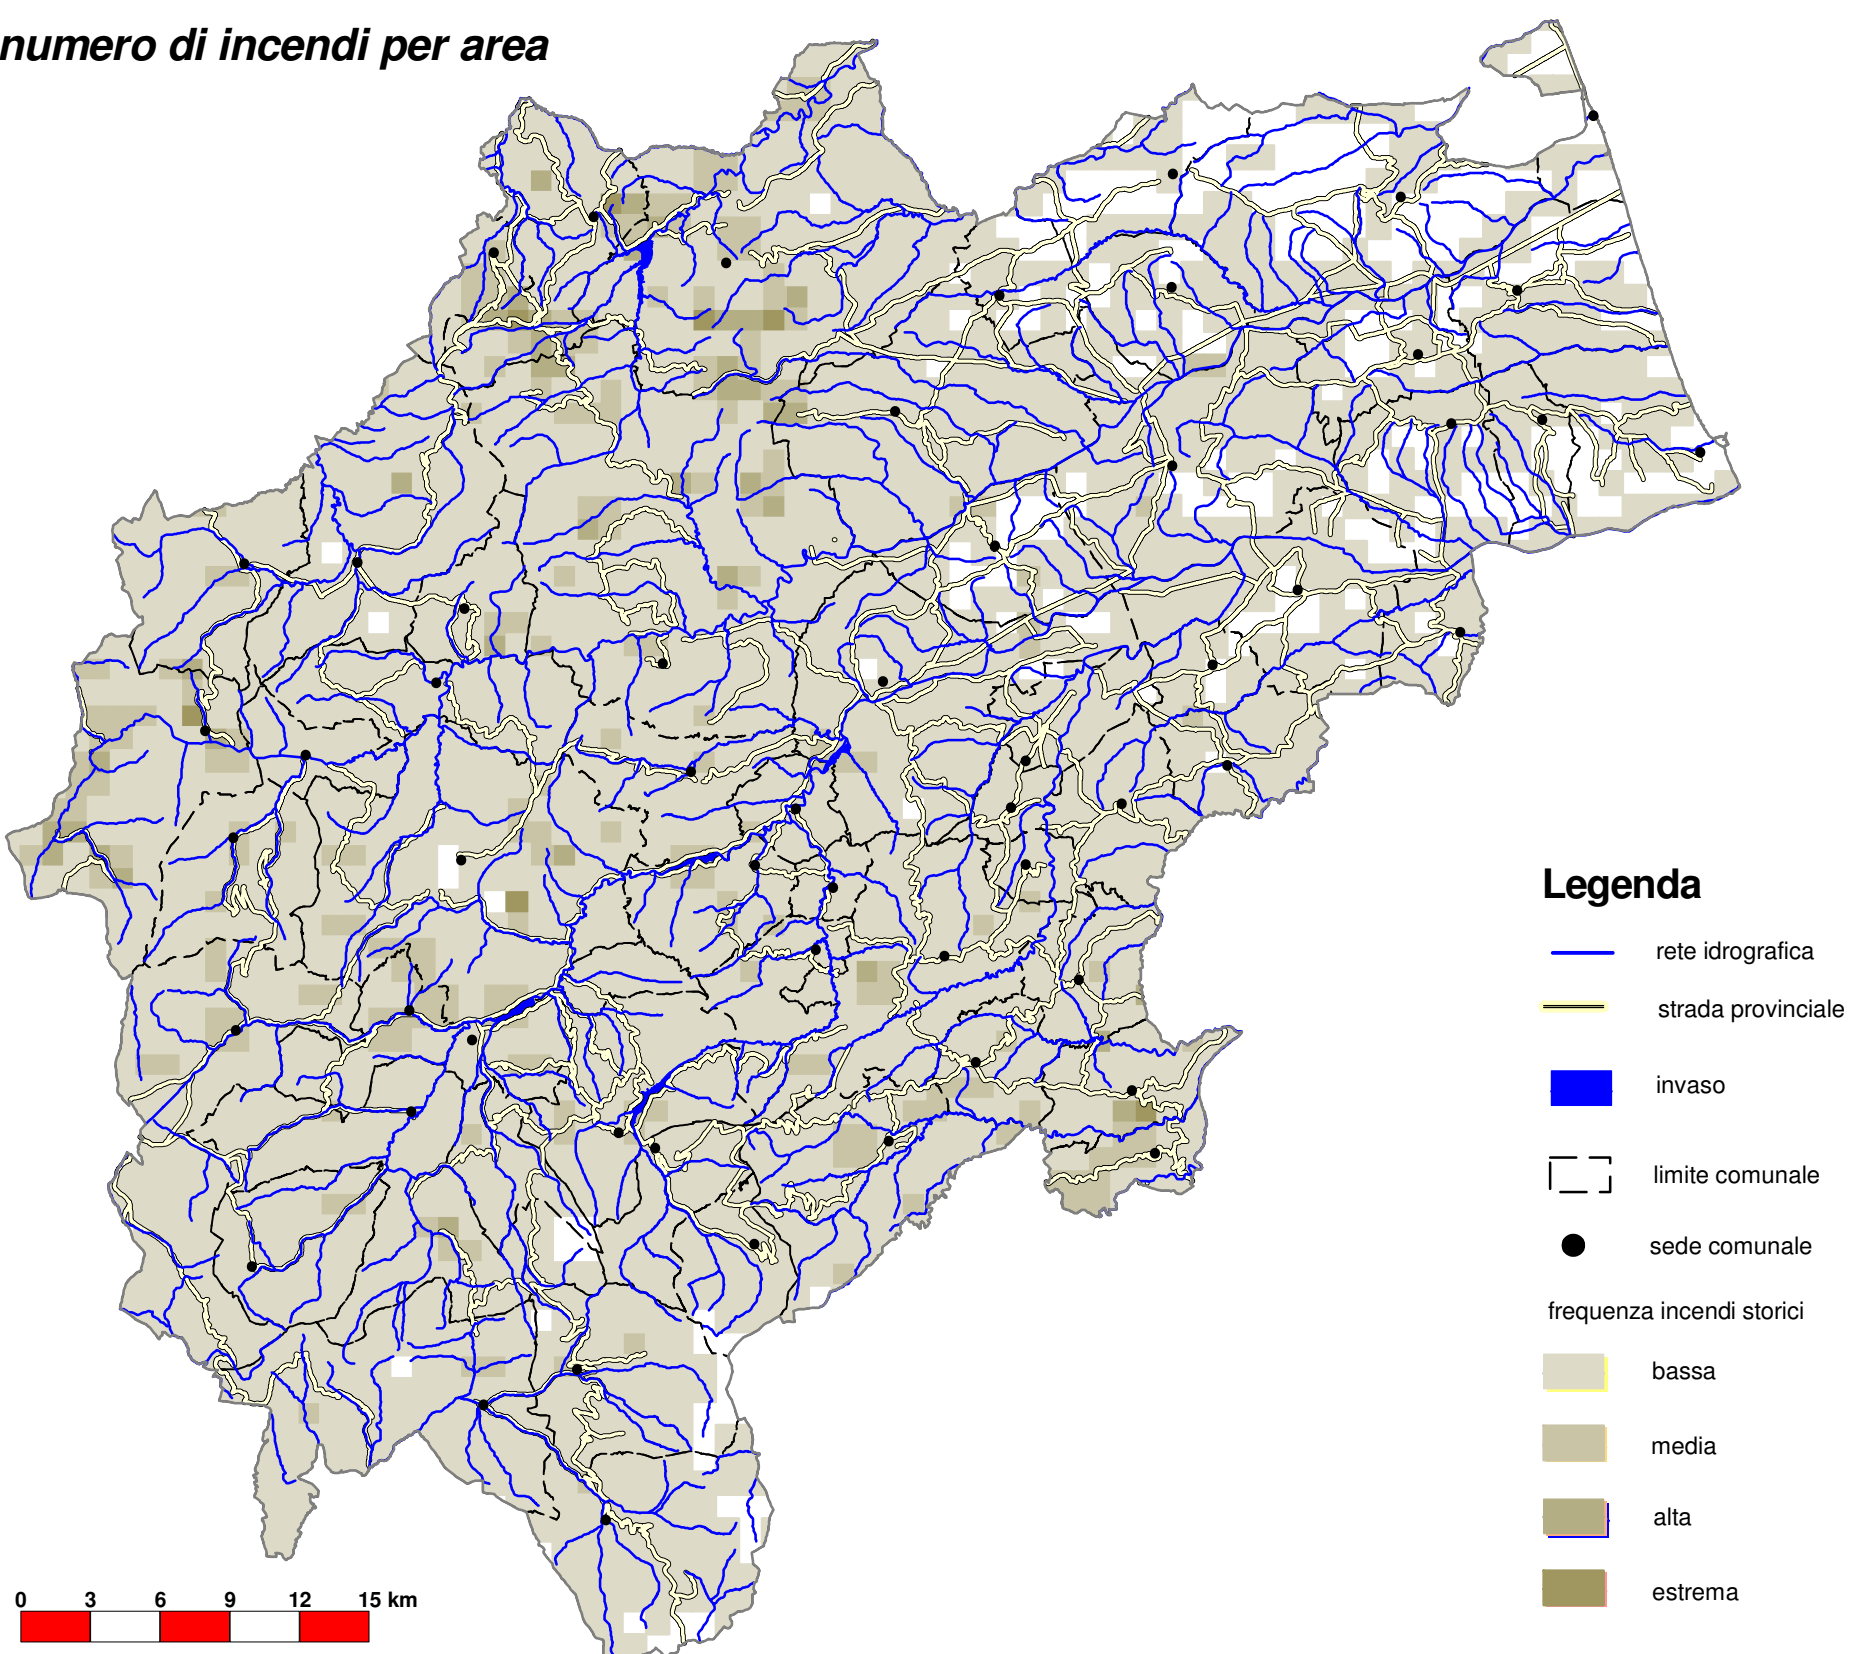 numero di incendi per area
Legenda
rete idrografica
strada provinciale
invaso
limite comunale
sede comunale
frequenza incendi storici
bassa
media
alta
estrema
0 3 6 9 12 15 km